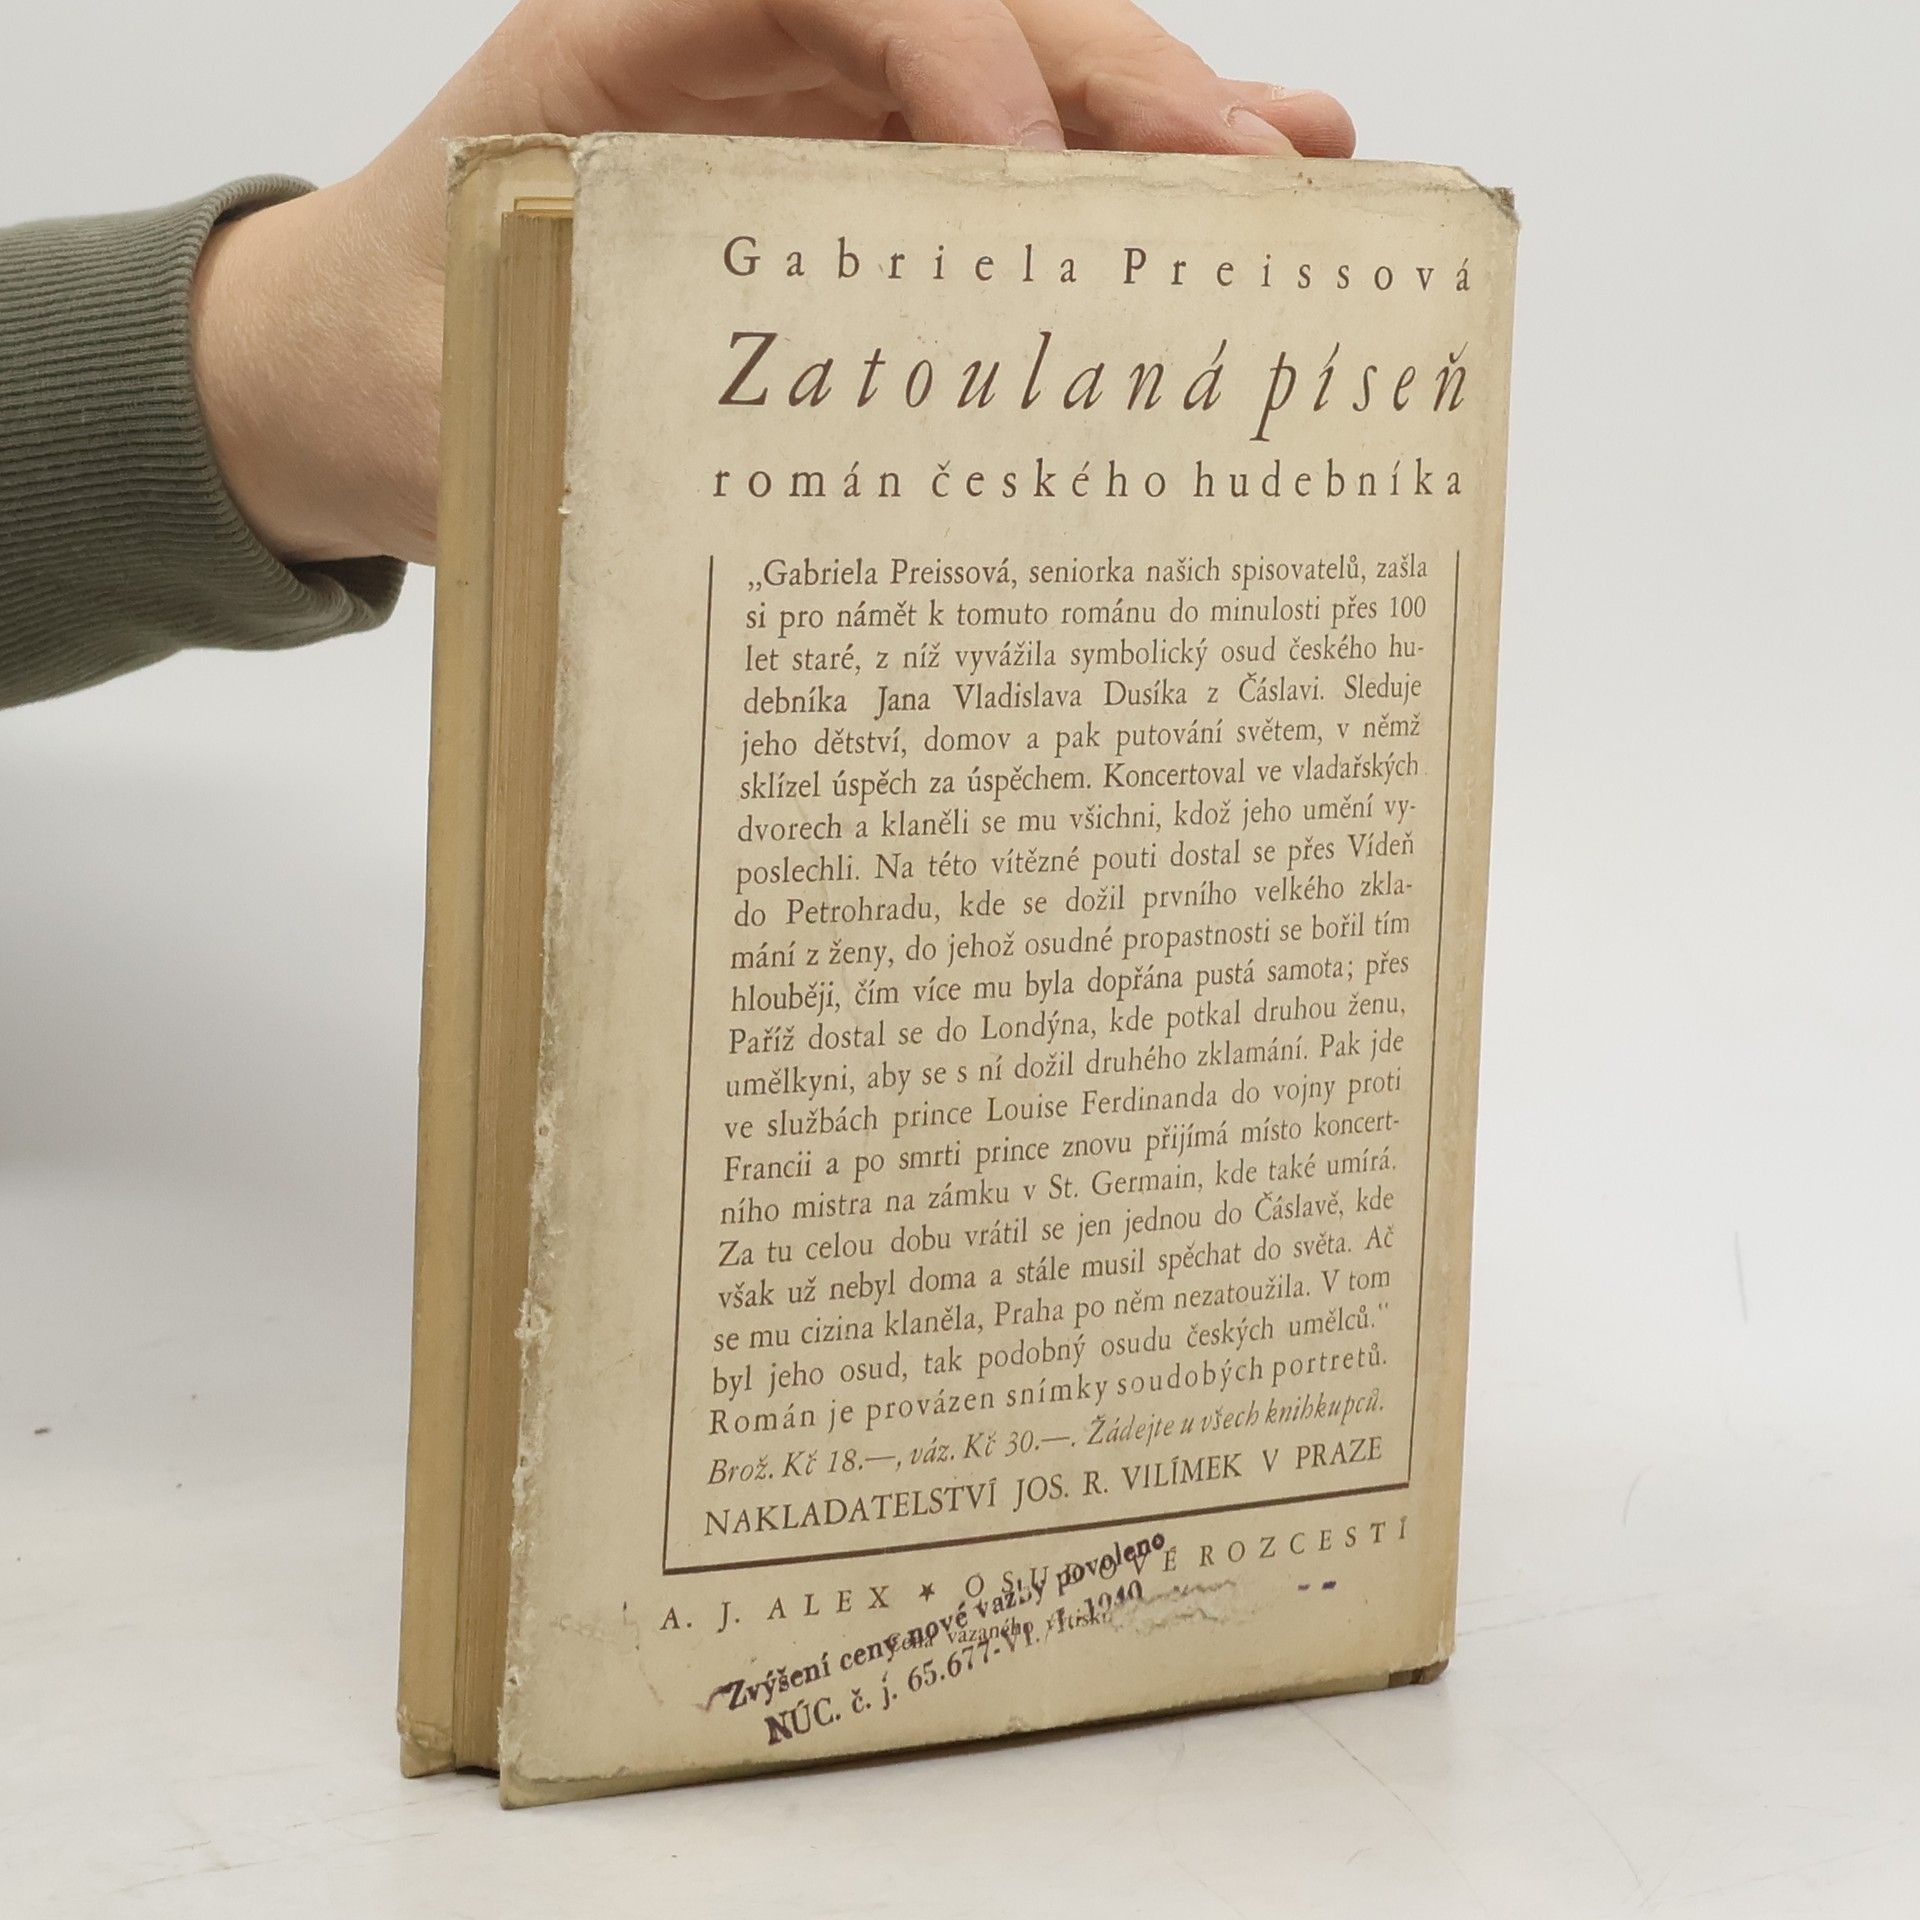 Gabriela Preissová
Zatoulaná píseň
román českého hudebníka
„Gabriela Preissová, seniorka našich spisovatelů, zašla
si pro námět k tomuto románu do minulosti přes 100
let staré, z níž vyvážila symbolický osud českého hu-
debníka Jana Vladislava Dusíka z Čáslavi. Sleduje
jeho dětství, domov a pak putování světem, v němž
sklízel úspěch za úspěchem. Koncertoval ve vladařských
dvorech a klaněli se mu všichni, kdož jeho umění vy-
poslechli. Na této vítězné pouti dostal se přes Vídeň
do Petrohradu, kde se dožil prvního velkého zkla-
mání z ženy, do jehož osudné propastnosti se bořil tím
hlouběji, čím více mu byla dopřána pustá samota; přes
Paříž dostal se do Londýna, kde potkal druhou ženu,
umělkyni, aby se s ní dožil druhého zklamání. Pak jde
ve službách prince Louise Ferdinanda do vojny proti
Francii a po smrti prince znovu přijímá místo koncert-
ního mistra na zámku v St. Germain, kde také umírá.
Za tu celou dobu vrátil se jen jednou do Čáslavě, kde
však už nebyl doma a stále musil spěchat do světa. Ač
se mu cizina klaněla, Praha po něm nezatoužila. V tom
byl jeho osud, tak podobný osudu českých umělců."
Román je provázen snímky soudobých portretů.
Brož. Kč 18.—, váz. Kč 30.—. Žádejte u všech knihkupců.
NAKLADATELSTVÍ JOS. R. VILÍMEK V PRAZE
A. J. ALEX ★ OSUDOVÉ ROZCESTÍ
Cena vázaného výtisku
Zvýšení ceny nové vazby povoleno
NÚC. č. j. 65.677-VI./1.-1940